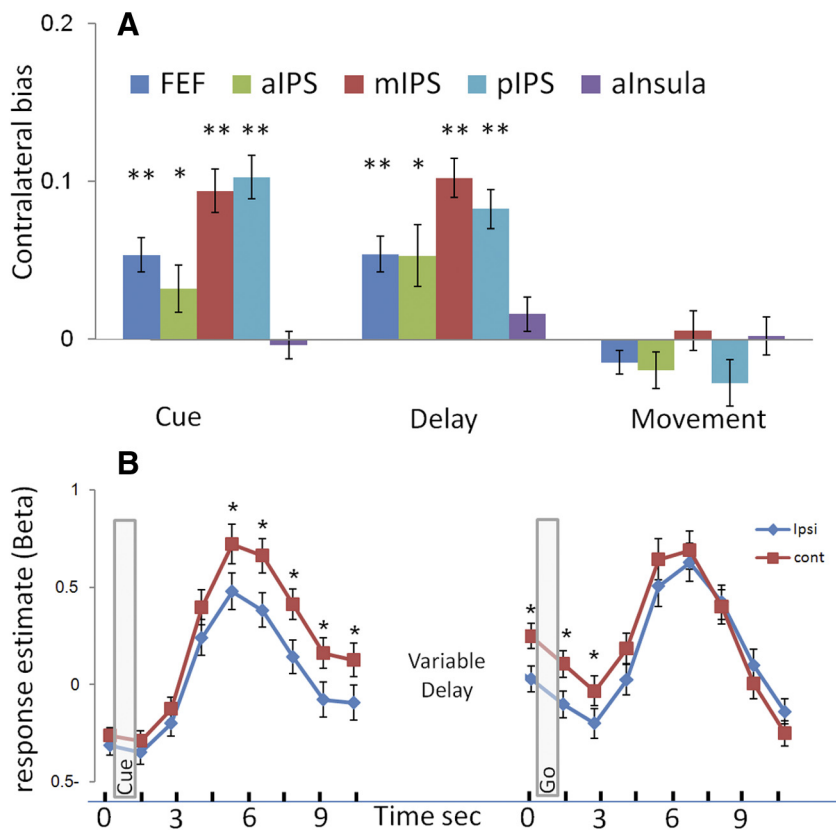 A
0.2
0.1
0
Contralateral bias
FEF aIPS mIPS pIPS aInsula
** * ** **
** * ** **
Cue Delay Movement
B
1
0.5
0
0.5-
response estimate (Beta)
* * * * *
* * *
Cue
Variable
Delay
Go
Ipsi
cont
0 3 6 9 Time sec 0 3 6 9